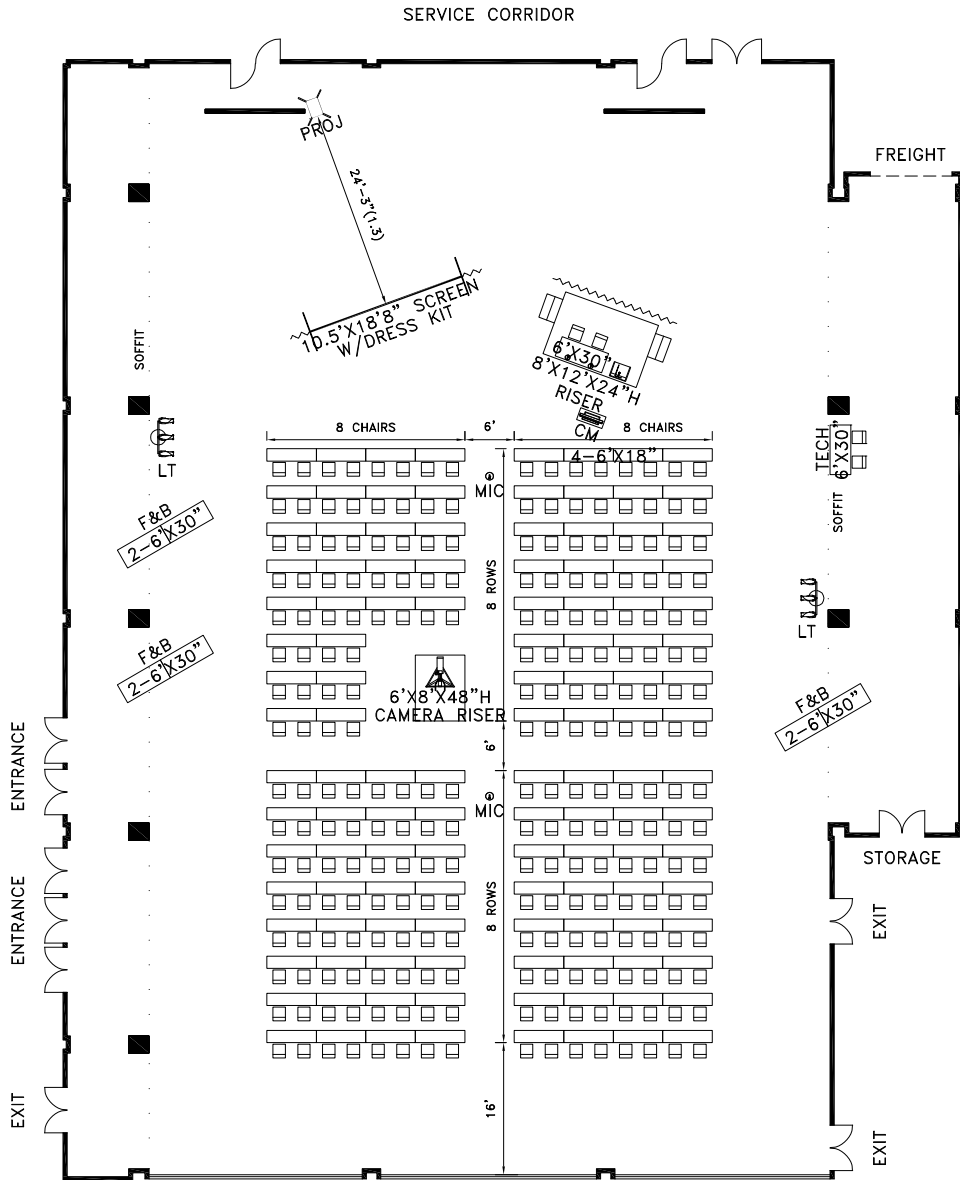 SERVICE CORRIDOR
PROJ
FREIGHT
24'-3"(1.3)
SOFFIT
10.5'X18'8" SCREEN
W/DRESS KIT
6'X30"
8'X12'X24"H
RISER
CM
8 CHAIRS
6'
8 CHAIRS
4-6'X18"
LT
MIC
TECH
6'X30"
SOFFIT
F&B
2-6'X30"
8 ROWS
LT
F&B
2-6'X30"
6'X8'X48"H
CAMERA RISER
F&B
2-6'X30"
6'
ENTRANCE
MIC
STORAGE
8 ROWS
ENTRANCE
EXIT
EXIT
16'
EXIT